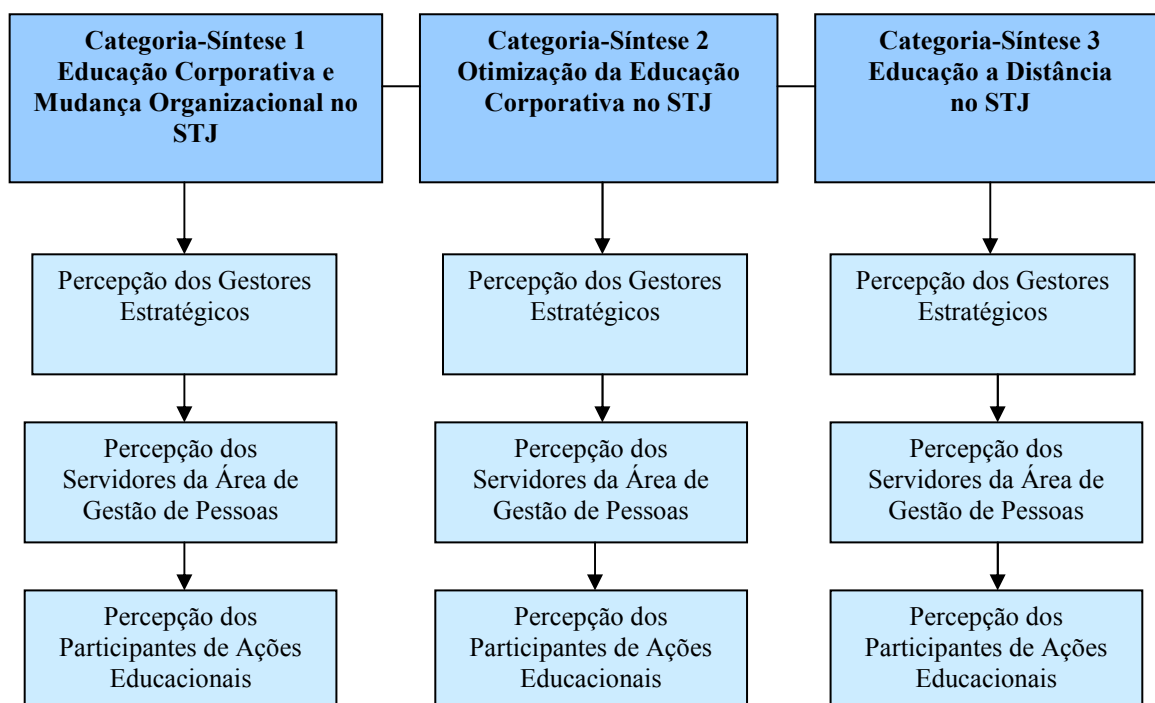 Categoria-Síntese 1
Educação Corporativa e
Mudança Organizacional no
STJ
Categoria-Síntese 2
Otimização da Educação
Corporativa no STJ
Categoria-Síntese 3
Educação a Distância
no STJ
Percepção dos Gestores
Estratégicos
Percepção dos Gestores
Estratégicos
Percepção dos Gestores
Estratégicos
Percepção dos
Servidores da Área de
Gestão de Pessoas
Percepção dos
Servidores da Área de
Gestão de Pessoas
Percepção dos
Servidores da Área de
Gestão de Pessoas
Percepção dos
Participantes de Ações
Educacionais
Percepção dos
Participantes de Ações
Educacionais
Percepção dos
Participantes de Ações
Educacionais